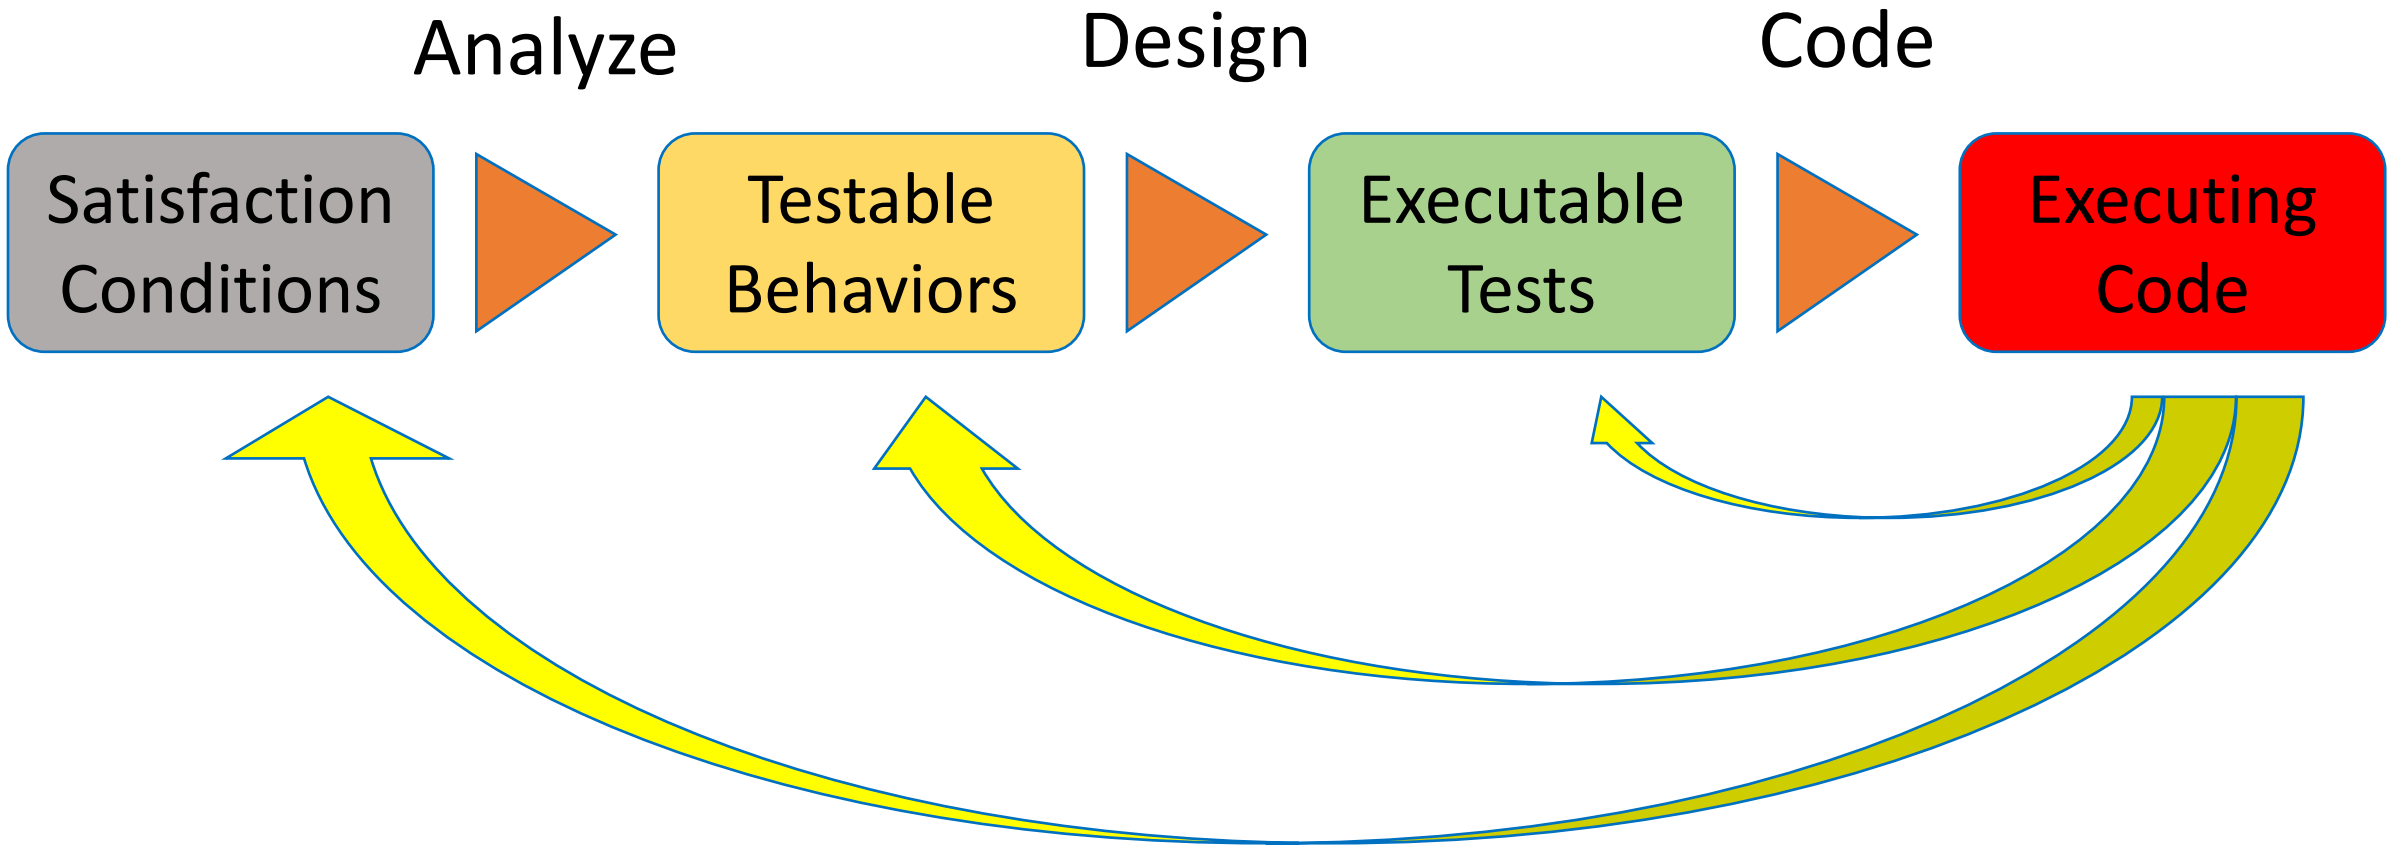 Analyze
Design
Code
Satisfaction
Conditions
Testable
Behaviors
Executable
Tests
Executing
Code